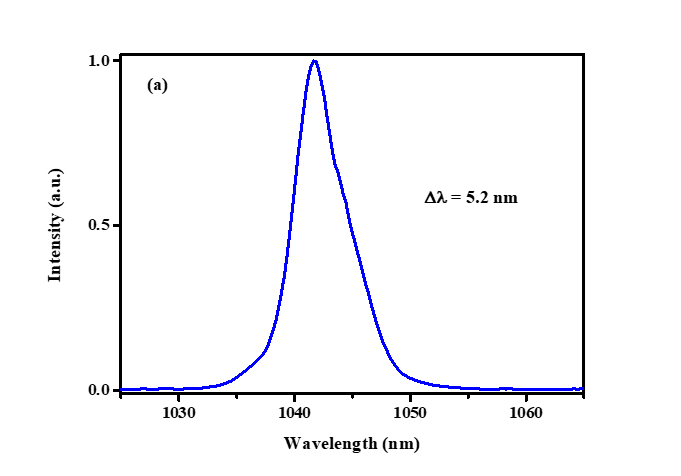 1.0
(a)
Δλ = 5.2 nm
0.5
Intensity (a.u.)
0.0
1030 1040 1050 1060
Wavelength (nm)